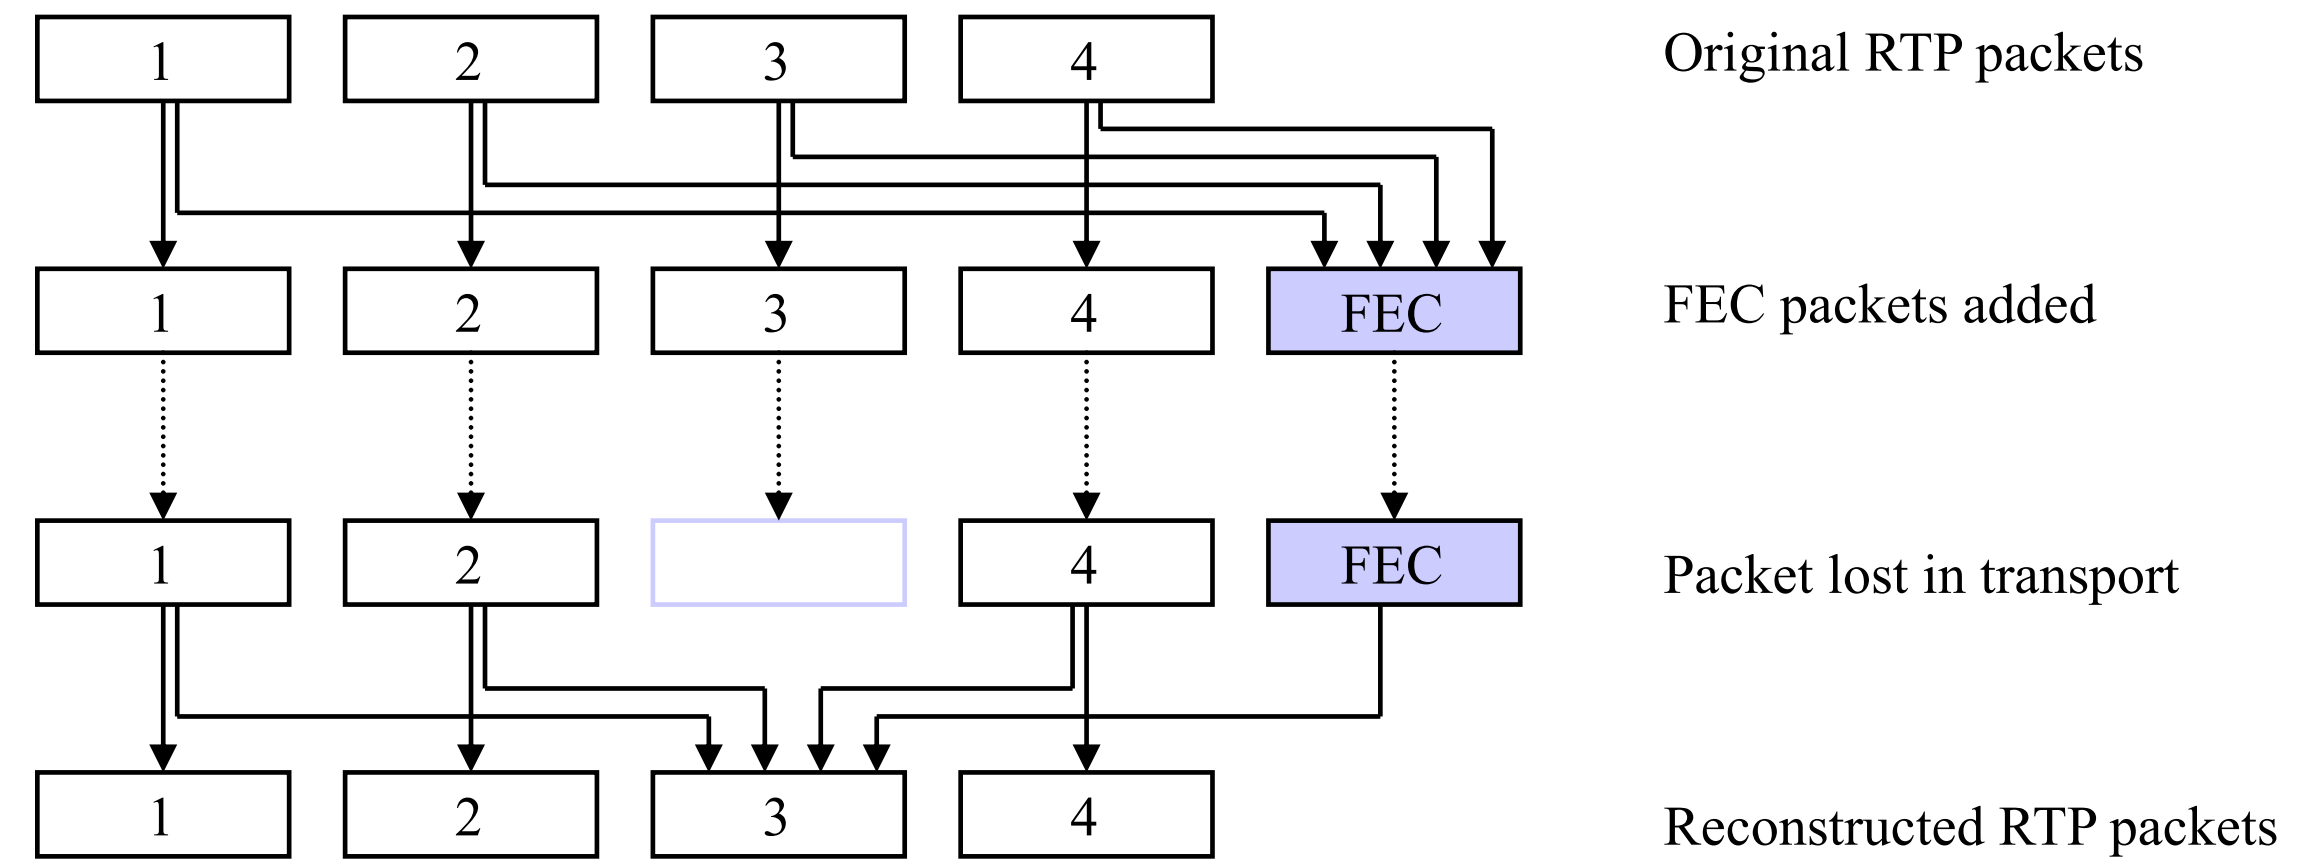 1 2 3 4 Original RTP packets
1 2 3 4 FEC FEC packets added
1 2 4 FEC Packet lost in transport
1 2 3 4 Reconstructed RTP packets